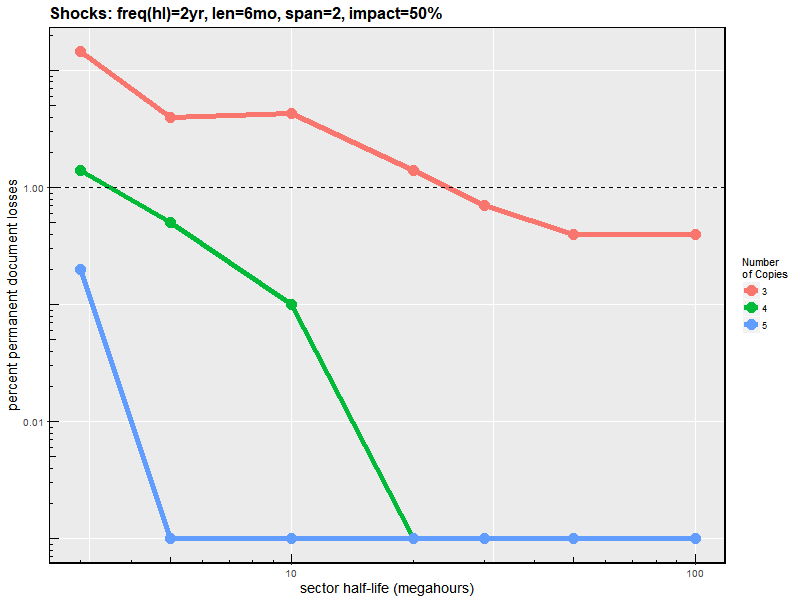 Shocks: freq(hl)=2yr, len=6mo, span=2, impact=50%
percent permanent document losses
1.00
0.01
10
100
sector half-life (megahours)
Number
of Copies
3
4
5